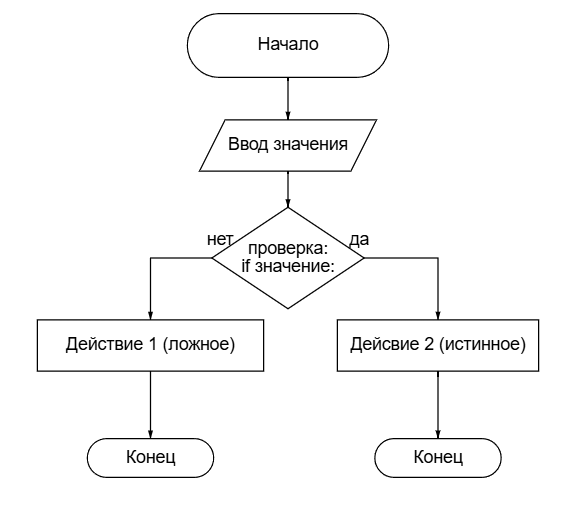 Начало
Ввод значения
нет
да
проверка:
if значение:
Действие 1 (ложное)
Дейсвие 2 (истинное)
Конец
Конец